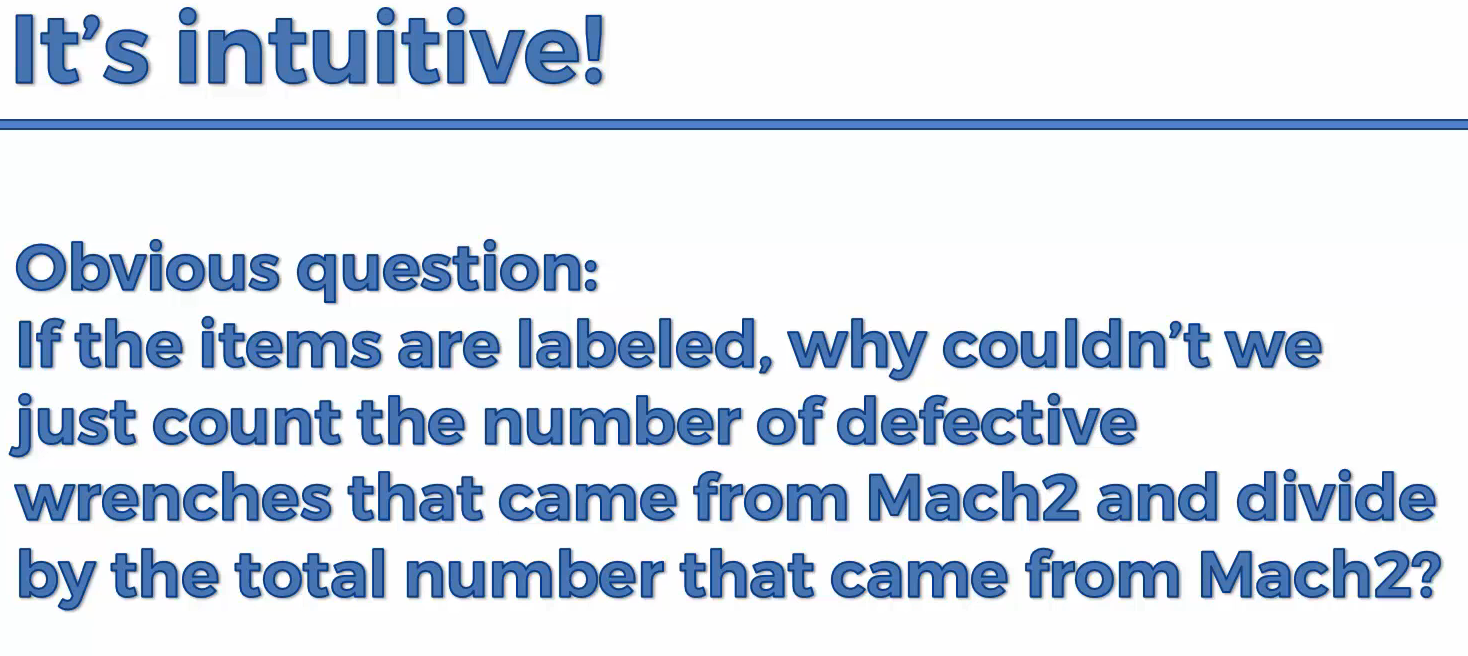 It’s intuitive!
Obvious question:
If the items are labeled, why couldn’t we
just count the number of defective
wrenches that came from Mach2 and divide
by the total number that came from Mach2?